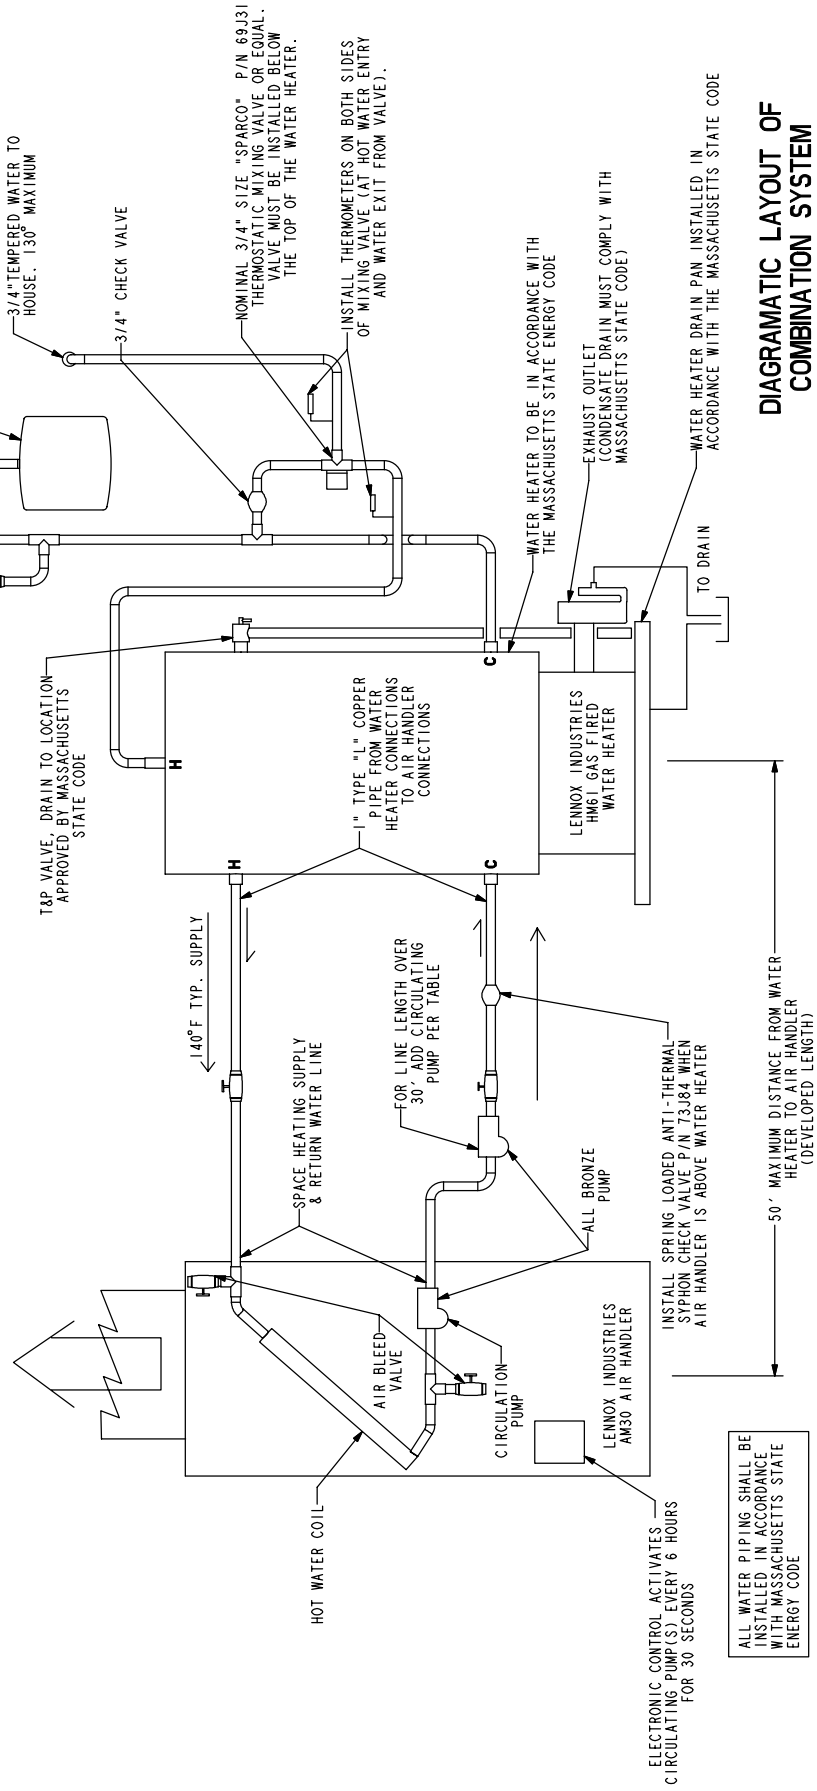 3/4"TEMPERED WATER TO
HOUSE. 130° MAXIMUM
3/4" CHECK VALVE
NOMINAL 3/4" SIZE "SPARCO" P/N 69J31
THERMOSTATIC MIXING VALVE OR EQUAL.
VALVE MUST BE INSTALLED BELOW
THE TOP OF THE WATER HEATER.
INSTALL THERMOMETERS ON BOTH SIDES
OF MIXING VALVE (AT HOT WATER ENTRY
AND WATER EXIT FROM VALVE).
T&P VALVE, DRAIN TO LOCATION
APPROVED BY MASSACHUSETTS
STATE CODE
WATER HEATER TO BE IN ACCORDANCE WITH
THE MASSACHUSETTS STATE ENERGY CODE
EXHAUST OUTLET
(CONDENSATE DRAIN MUST COMPLY WITH
MASSACHUSETTS STATE CODE)
WATER HEATER DRAIN PAN INSTALLED IN
ACCORDANCE WITH THE MASSACHUSETTS STATE CODE
TO DRAIN
H
C
H
C
1" TYPE "L" COPPER
PIPE FROM WATER
HEATER CONNECTIONS
TO AIR HANDLER
CONNECTIONS
LENNOX INDUSTRIES
HM61 GAS FIRED
WATER HEATER
140°F TYP. SUPPLY
SPACE HEATING SUPPLY
& RETURN WATER LINE
FOR LINE LENGTH OVER
30' ADD CIRCULATING
PUMP PER TABLE
ALL BRONZE
PUMP
INSTALL SPRING LOADED ANTI-THERMAL
SYPHON CHECK VALVE P/N 73J84 WHEN
AIR HANDLER IS ABOVE WATER HEATER
50' MAXIMUM DISTANCE FROM WATER
HEATER TO AIR HANDLER
(DEVELOPED LENGTH)
AIR BLEED
VALVE
CIRCULATION
PUMP
LENNOX INDUSTRIES
AM30 AIR HANDLER
HOT WATER COIL
ELECTRONIC CONTROL ACTIVATES
CIRCULATING PUMP(S) EVERY 6 HOURS
FOR 30 SECONDS
ALL WATER PIPING SHALL BE
INSTALLED IN ACCORDANCE
WITH MASSACHUSETTS STATE
ENERGY CODE
DIAGRAMATIC LAYOUT OF
COMBINATION SYSTEM